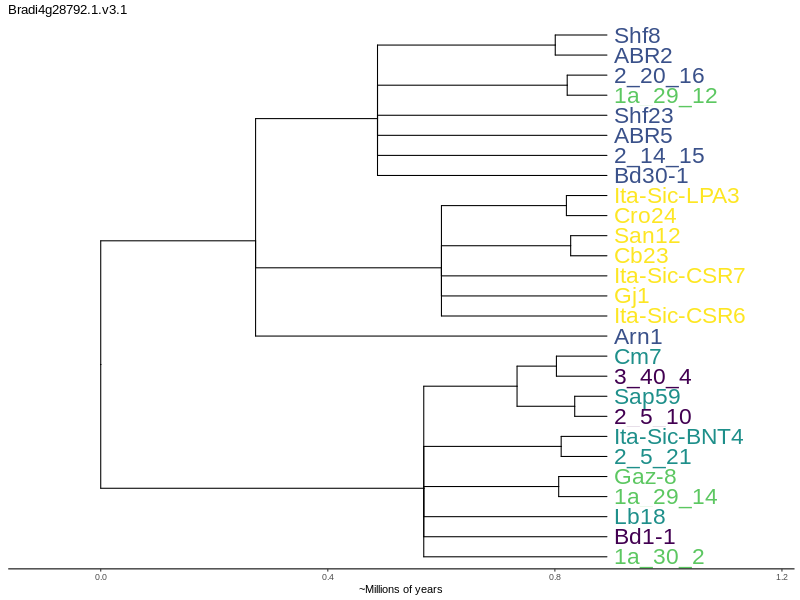 Bradi4g28792.1.v3.1
Shf8
ABR2
2_20_16
1a_29_12
Shf23
ABR5
2_14_15
Bd30-1
Ita-Sic-LPA3
Cro24
San12
Cb23
Ita-Sic-CSR7
Gj1
Ita-Sic-CSR6
Arn1
Cm7
3_40_4
Sap59
2_5_10
Ita-Sic-BNT4
2_5_21
Gaz-8
1a_29_14
Lb18
Bd1-1
1a_30_2
0.0 0.4 0.8 1.2
~Millions of years